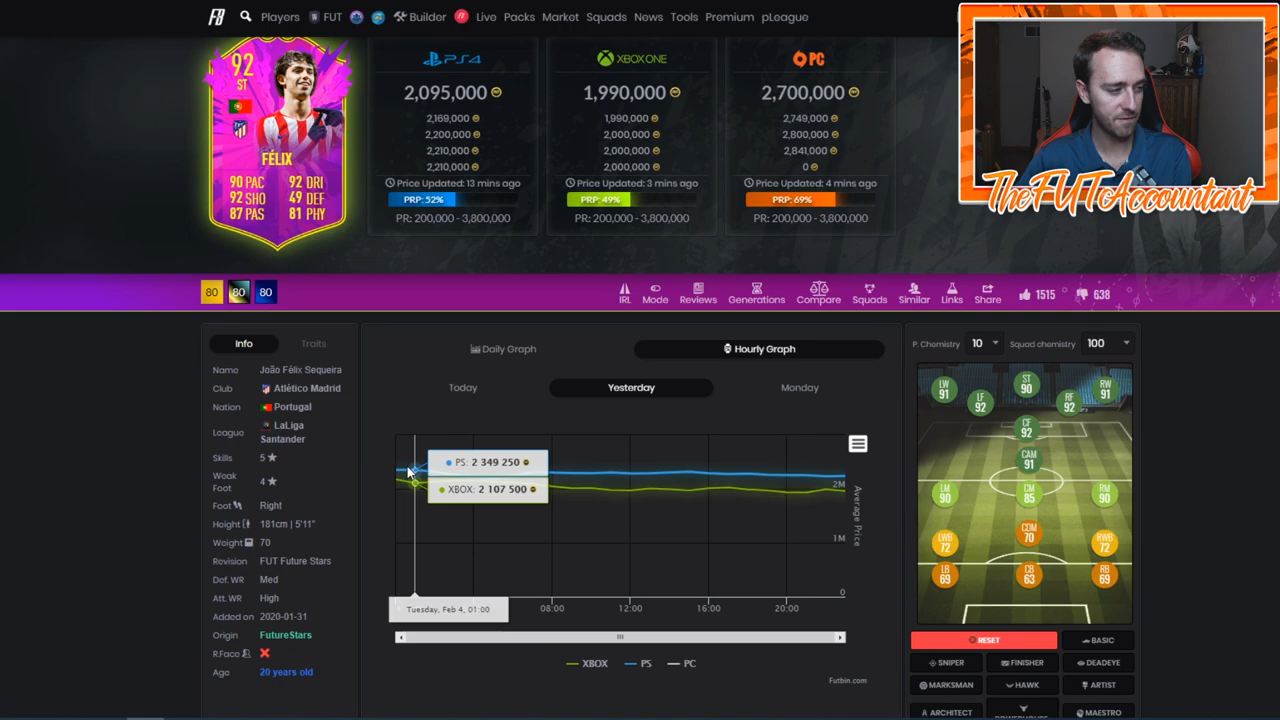 FB Players FUT Builder Live Packs Market Squads News Tools Premium pLeague
92
ST
FÉLIX
90 PAC 92 DRI
92 SHO 49 DEF
87 PAS 81 PHY
PS4
2,095,000
2,169,000
2,200,000
2,210,000
2,210,000
Price Updated: 13 mins ago
PRP: 52%
PR: 200,000 - 3,800,000
XBOX ONE
1,990,000
1,990,000
2,000,000
2,000,000
2,000,000
Price Updated: 3 mins ago
PRP: 49%
PR: 200,000 - 3,800,000
PC
2,700,000
2,749,000
2,800,000
2,841,000
0
Price Updated: 4 mins ago
PRP: 69%
PR: 200,000 - 3,800,000
TheFUTAccountant
80 80 80
IRL Mode Reviews Generations Compare Squads Similar Links Share 1515 638
Info Traits
Name João Félix Sequeira
Club Atlético Madrid
Nation Portugal
League LaLiga Santander
Skills 5
Weak Foot 4
Foot Right
Height 181cm | 5'11"
Weight 70
Revision FUT Future Stars
Def. WR Med
Att. WR High
Added on 2020-01-31
Origin FutureStars
R.Face
Age 20 years old
Daily Graph Hourly Graph
Today Yesterday Monday
PS: 2 349 250
XBOX: 2 107 500
2M
1M
0
Average Price
Tuesday, Feb 4, 01:00
08:00 12:00 16:00 20:00
XBOX PS PC
Futbin.com
P. Chemistry 10 Squad chemistry 100
LW 91
ST 90
RW 91
LF 92
RF 92
CF 92
CAM 91
LM 90
CM 85
RM 90
CDM 70
LWB 72
RWB 72
LB 69
CB 63
RB 69
RESET BASIC
SNIPER FINISHER DEADEYE
MARKSMAN HAWK ARTIST
ARCHITECT POWERHOUSE MAESTRO